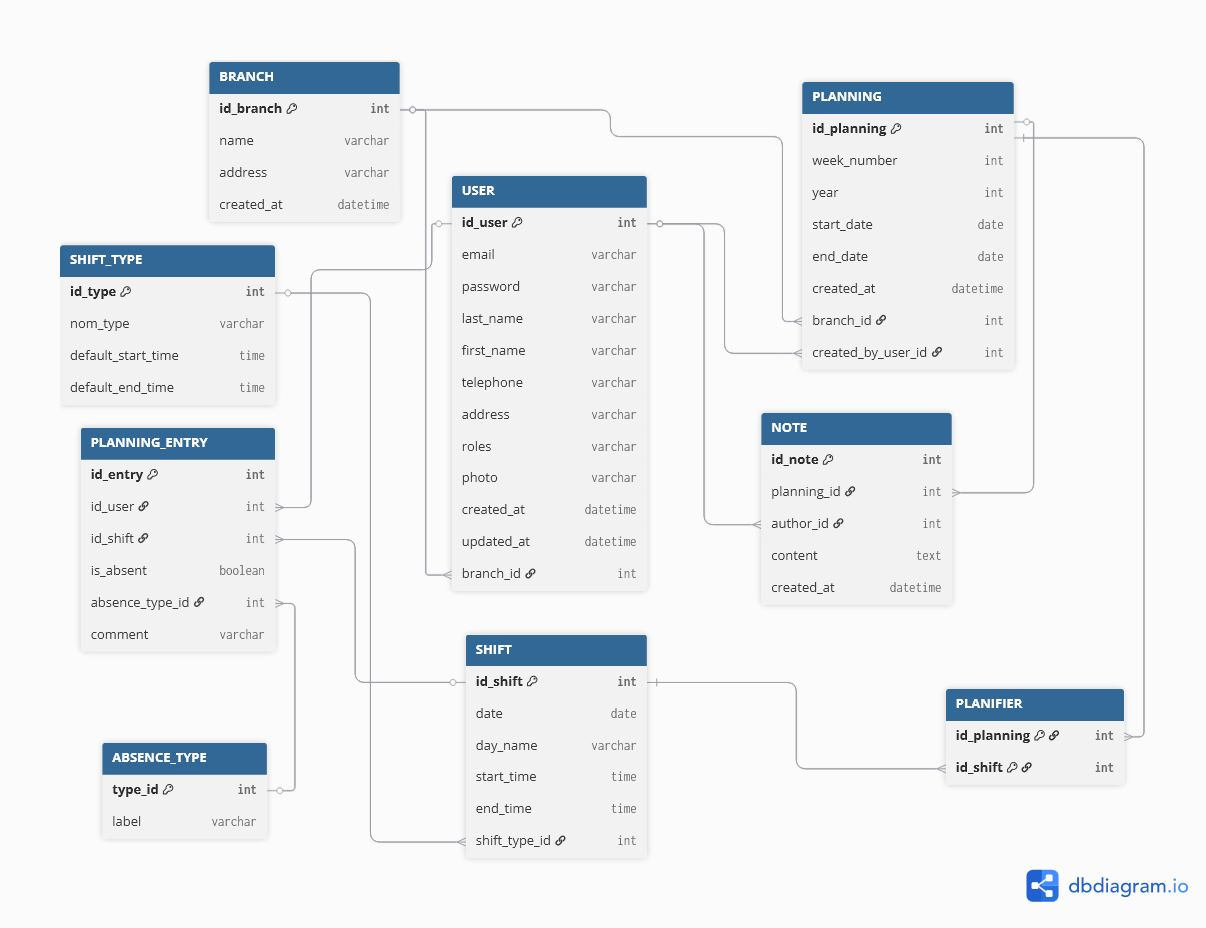 BRANCH
id_branch int
name varchar
address varchar
created_at datetime
PLANNING
id_planning int
week_number int
year int
start_date date
end_date date
created_at datetime
branch_id int
created_by_user_id int
USER
id_user int
email varchar
password varchar
last_name varchar
first_name varchar
telephone varchar
address varchar
roles varchar
photo varchar
created_at datetime
updated_at datetime
branch_id int
SHIFT_TYPE
id_type int
nom_type varchar
default_start_time time
default_end_time time
PLANNING_ENTRY
id_entry int
id_user int
id_shift int
is_absent boolean
absence_type_id int
comment varchar
NOTE
id_note int
planning_id int
author_id int
content text
created_at datetime
SHIFT
id_shift int
date date
day_name varchar
start_time time
end_time time
shift_type_id int
PLANIFIER
id_planning int
id_shift int
ABSENCE_TYPE
type_id int
label varchar
dbdiagram.io